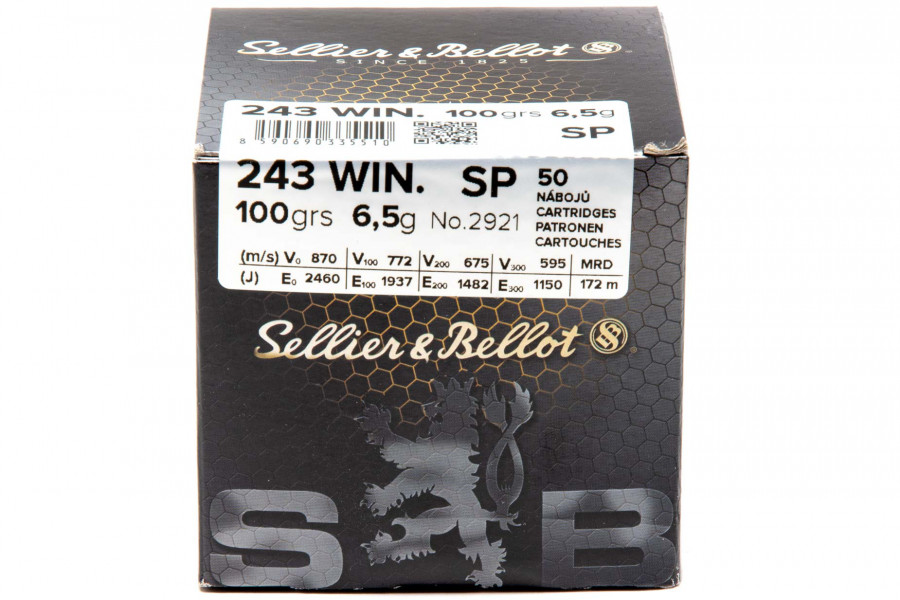 Sellier & Bellot
SINCE 1825
243 WIN. 100grs 6,5g
8 590690 335510
SP
243 WIN. SP 50
NÁBOJŮ
100grs 6,5g No.2921
CARTRIDGES
PATRONEN
CARTOUCHES
(m/s) V0 870 V100 772 V200 675 V300 595 MRD
(J) E0 2460 E100 1937 E200 1482 E300 1150 172 m
Sellier & Bellot
S B